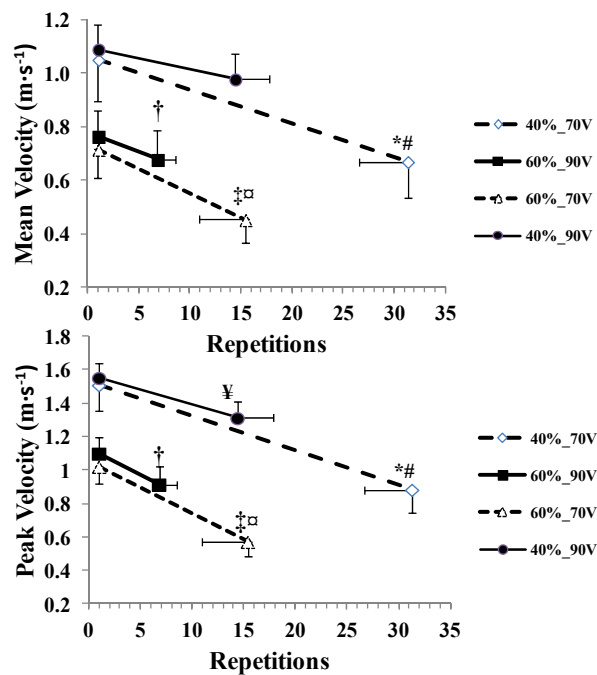 1.2
1.0
0.8
0.6
0.4
0.2
Mean Velocity (m·s⁻¹)
†
*#
‡¤
0 5 10 15 20 25 30 35
Repetitions
40%_70V
60%_90V
60%_70V
40%_90V
1.6
1.4
1.2
1
0.8
0.6
0.4
0.2
Peak Velocity (m·s⁻¹)
¥
†
*#
‡¤
0 5 10 15 20 25 30 35
Repetitions
40%_70V
60%_90V
60%_70V
40%_90V